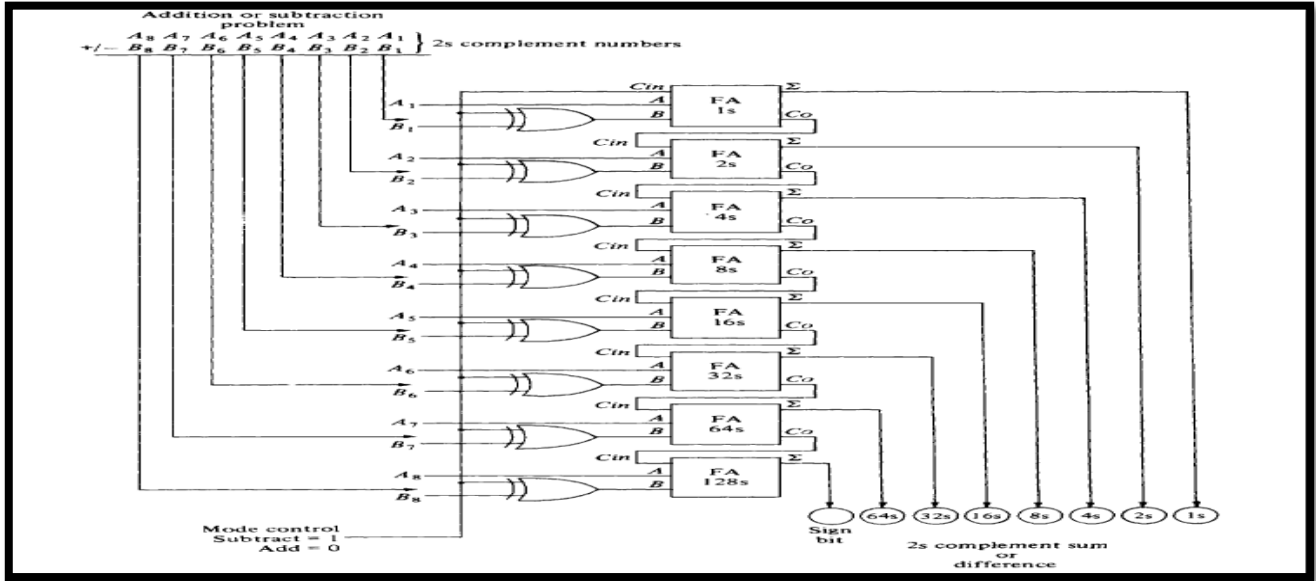 Addition or subtraction
problem
A₈ A₇ A₆ A₅ A₄ A₃ A₂ A₁
+/− B₈ B₇ B₆ B₅ B₄ B₃ B₂ B₁
} 2s complement numbers
Cin Σ
A₁ A FA
B 1s Co
B₁
Cin Σ
A₂ A FA
B 2s Co
B₂
Cin Σ
A₃ A FA
B 4s Co
B₃
Cin Σ
A₄ A FA
B 8s Co
B₄
Cin Σ
A₅ A FA
B 16s Co
B₅
Cin Σ
A₆ A FA
B 32s Co
B₆
Cin Σ
A₇ A FA
B 64s Co
B₇
Cin Σ
A₈ A FA
B 128s
B₈
64s 32s 16s 8s 4s 2s 1s
Sign
bit
Mode control
Subtract = 1
Add = 0
2s complement sum
or
difference